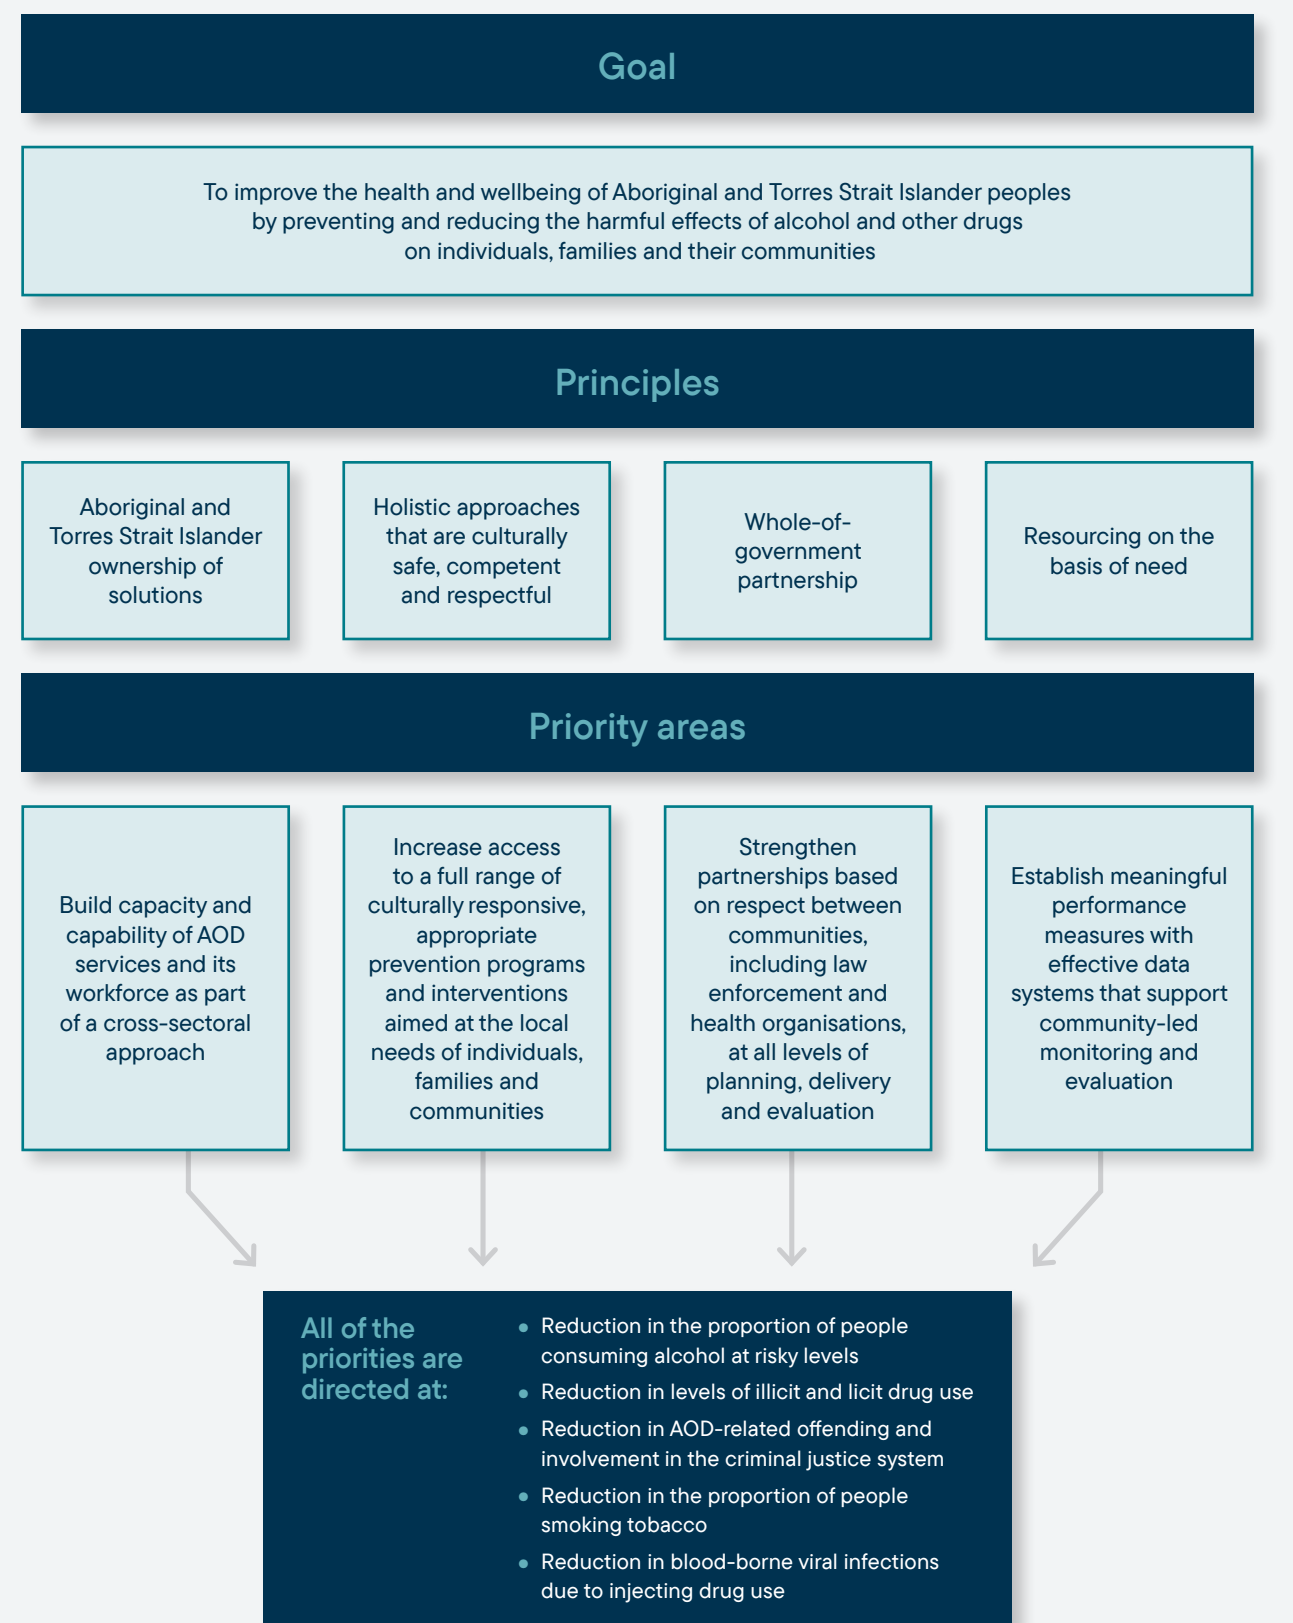 Goal
To improve the health and wellbeing of Aboriginal and Torres Strait Islander peoples
by preventing and reducing the harmful effects of alcohol and other drugs
on individuals, families and their communities
Principles
Aboriginal and
Torres Strait Islander
ownership of
solutions
Holistic approaches
that are culturally
safe, competent
and respectful
Whole-of-
government
partnership
Resourcing on the
basis of need
Priority areas
Build capacity and
capability of AOD
services and its
workforce as part
of a cross-sectoral
approach
Increase access
to a full range of
culturally responsive,
appropriate
prevention programs
and interventions
aimed at the local
needs of individuals,
families and
communities
Strengthen
partnerships based
on respect between
communities,
including law
enforcement and
health organisations,
at all levels of
planning, delivery
and evaluation
Establish meaningful
performance
measures with
effective data
systems that support
community-led
monitoring and
evaluation
All of the
priorities are
directed at:
• Reduction in the proportion of people
consuming alcohol at risky levels
• Reduction in levels of illicit and licit drug use
• Reduction in AOD-related offending and
involvement in the criminal justice system
• Reduction in the proportion of people
smoking tobacco
• Reduction in blood-borne viral infections
due to injecting drug use